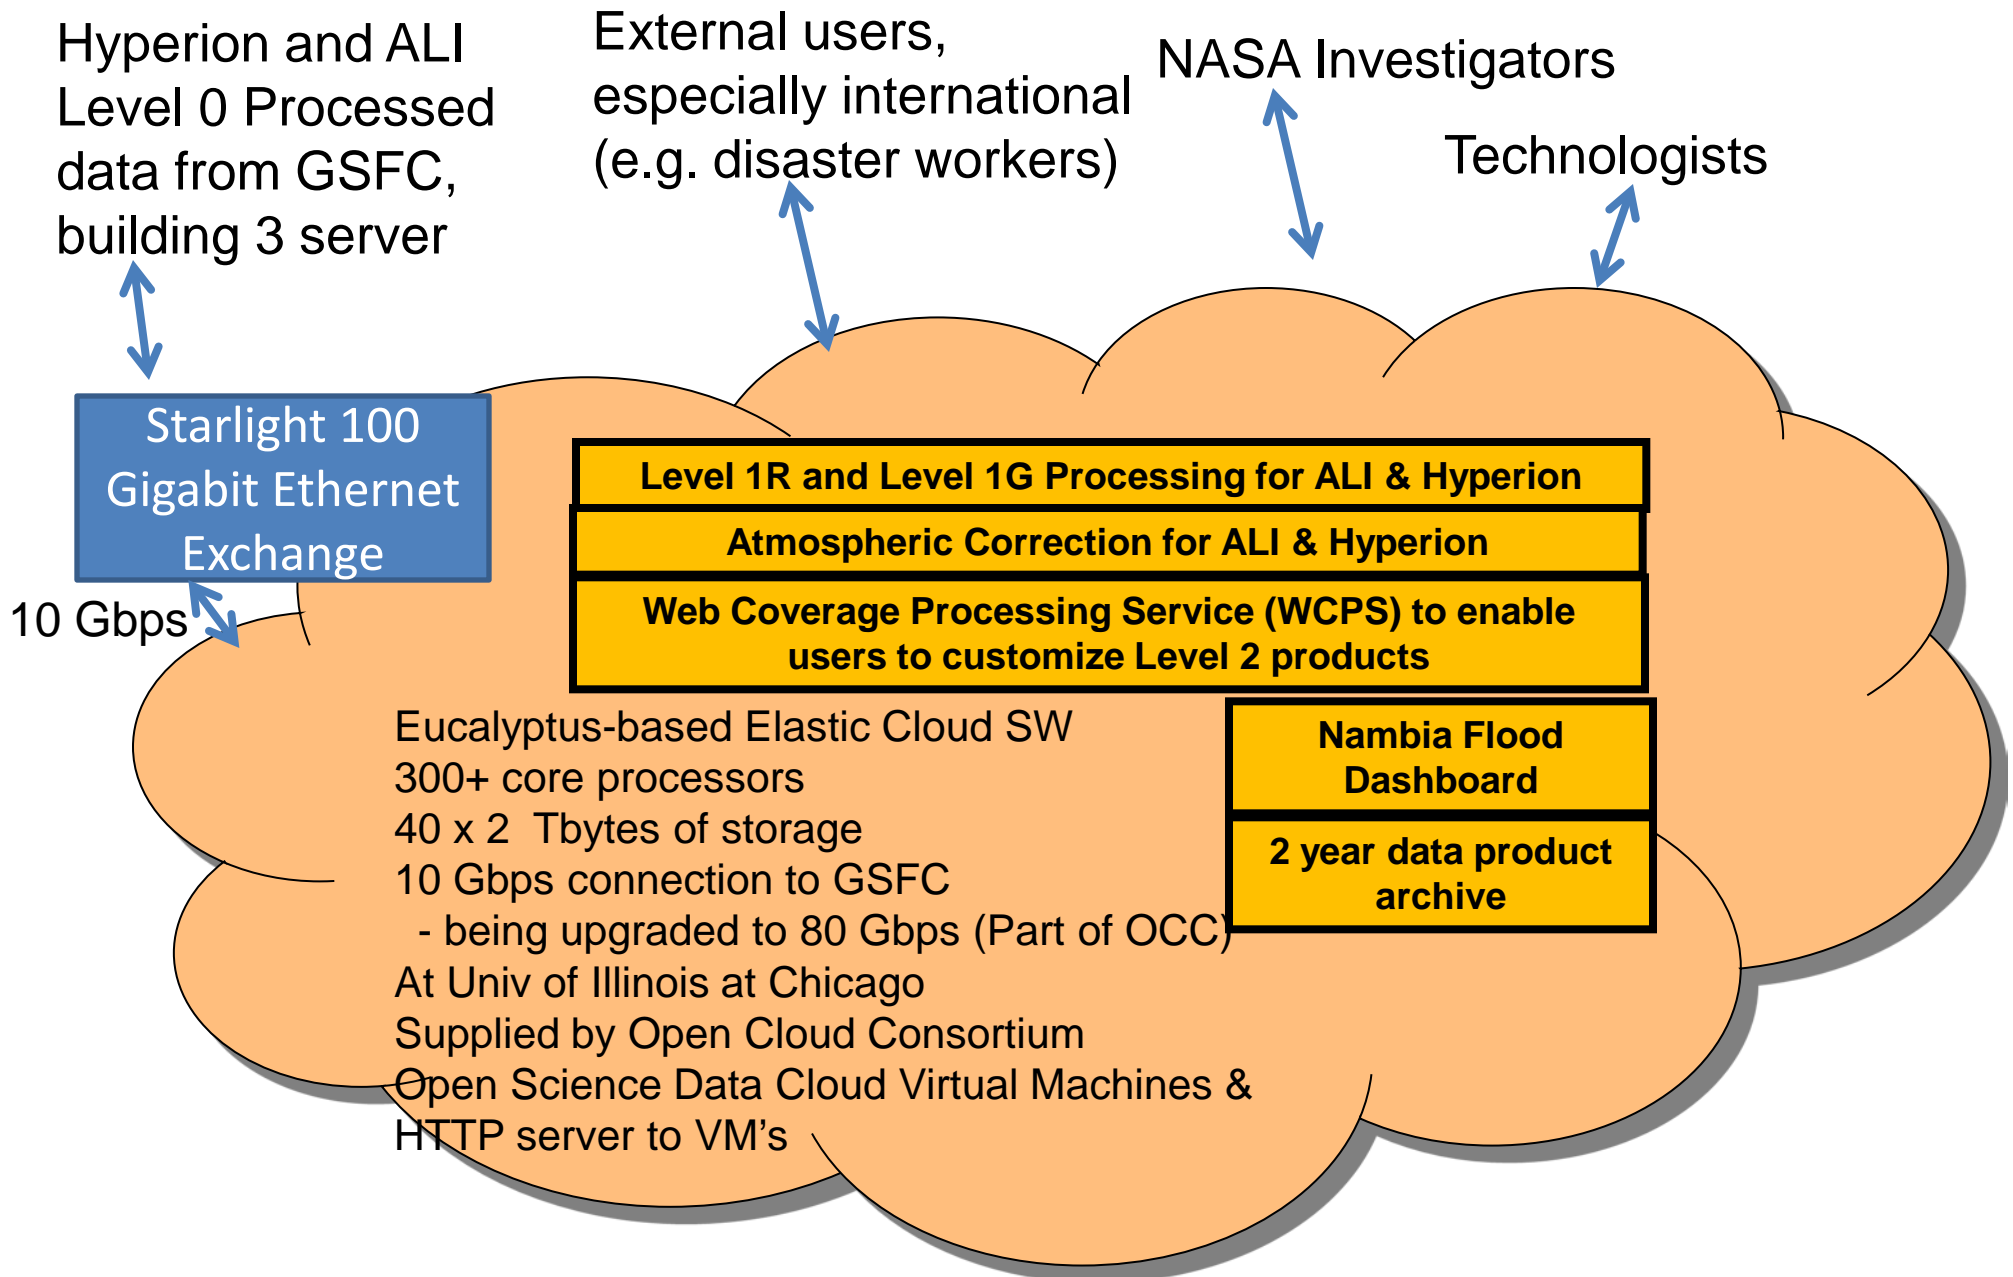 Hyperion and ALI
Level 0 Processed
data from GSFC,
building 3 server
External users,
especially international
(e.g. disaster workers)
NASA Investigators
Technologists
Starlight 100
Gigabit Ethernet
Exchange
10 Gbps
Level 1R and Level 1G Processing for ALI & Hyperion
Atmospheric Correction for ALI & Hyperion
Web Coverage Processing Service (WCPS) to enable
users to customize Level 2 products
Eucalyptus-based Elastic Cloud SW
300+ core processors
40 x 2  Tbytes of storage
10 Gbps connection to GSFC
- being upgraded to 80 Gbps (Part of OCC)
At Univ of Illinois at Chicago
Supplied by Open Cloud Consortium
Open Science Data Cloud Virtual Machines &
HTTP server to VM’s
Nambia Flood
Dashboard
2 year data product
archive